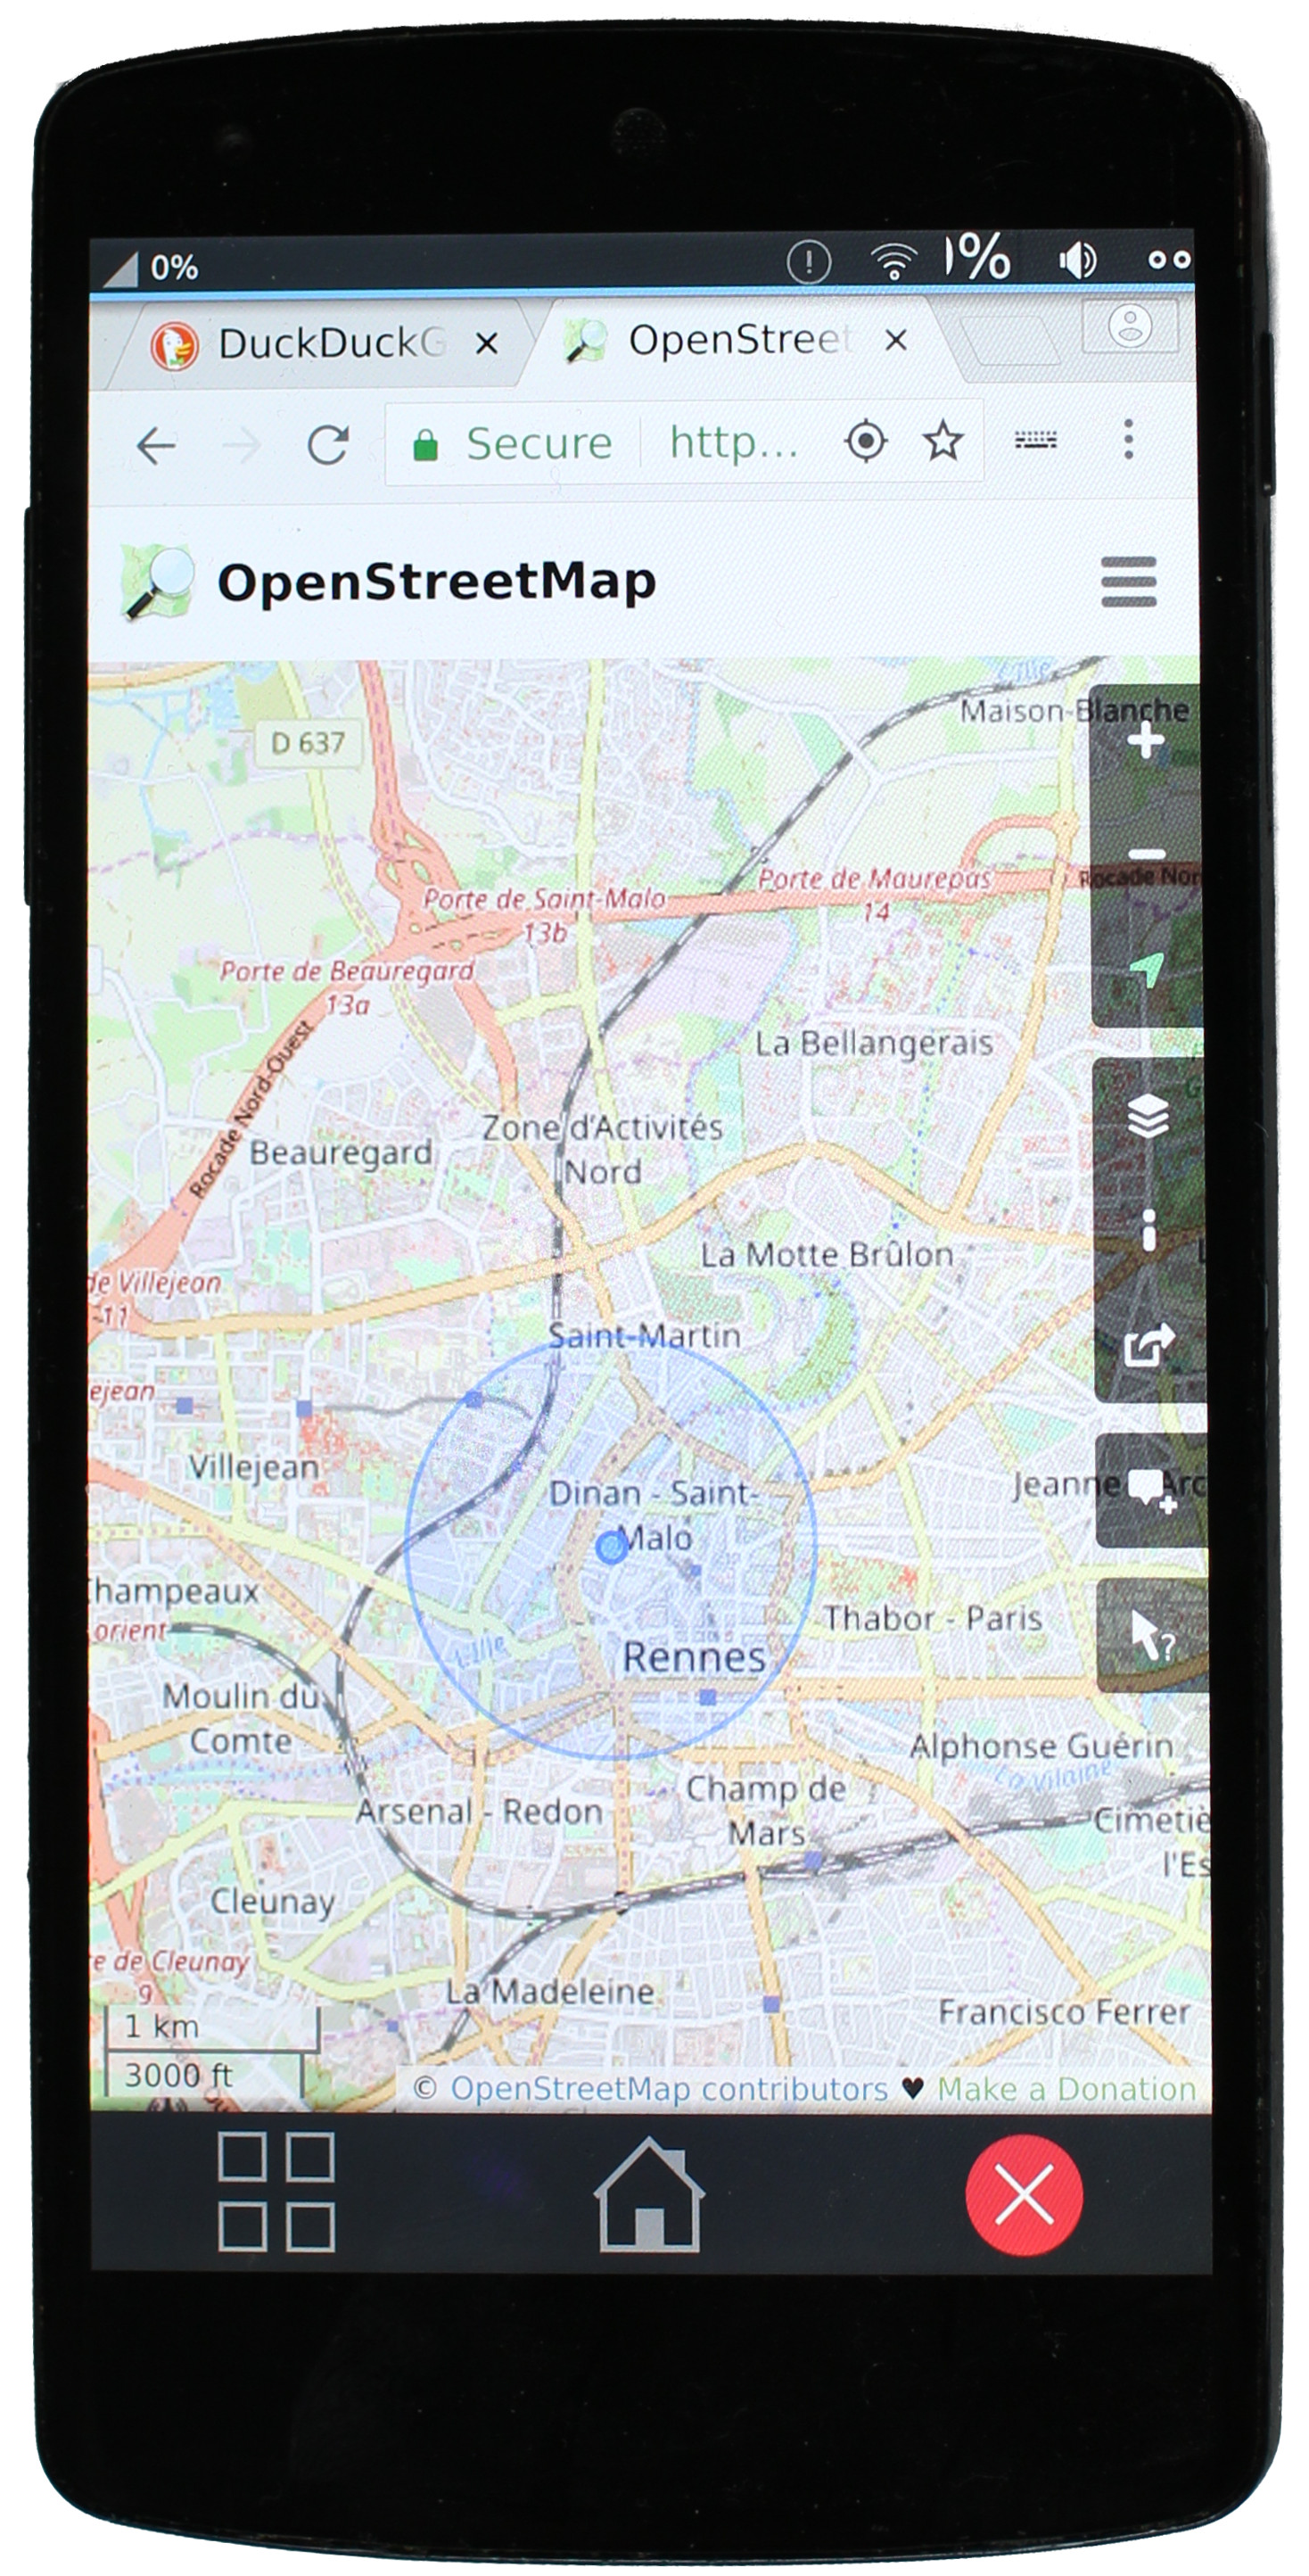 0%
1%
DuckDuckG
OpenStreet
Secure
http...
OpenStreetMap
L'Ille
Maison-Blanche
D 637
Porte de Maurepas
14
Rocade Nor
Porte de Saint-Malo
13b
Porte de Beauregard
13a
Rocade Nord-Ouest
La Bellangerais
Zone d'Activités
Nord
Beauregard
La Motte Brûlon
de Villejean
11
Saint-Martin
ejean
Villejean
Dinan - Saint-
Malo
Jeanne Arc
Champeaux
orient
Thabor - Paris
L'Ille
Rennes
Moulin du
Comte
Alphonse Guérin
La Vilaine
Champ de
Mars
Arsenal - Redon
Cimetiè
l'Es
Cleunay
e de Cleunay
9
La Madeleine
Francisco Ferrer
1 km
3000 ft
© OpenStreetMap contributors ♥ Make a Donation